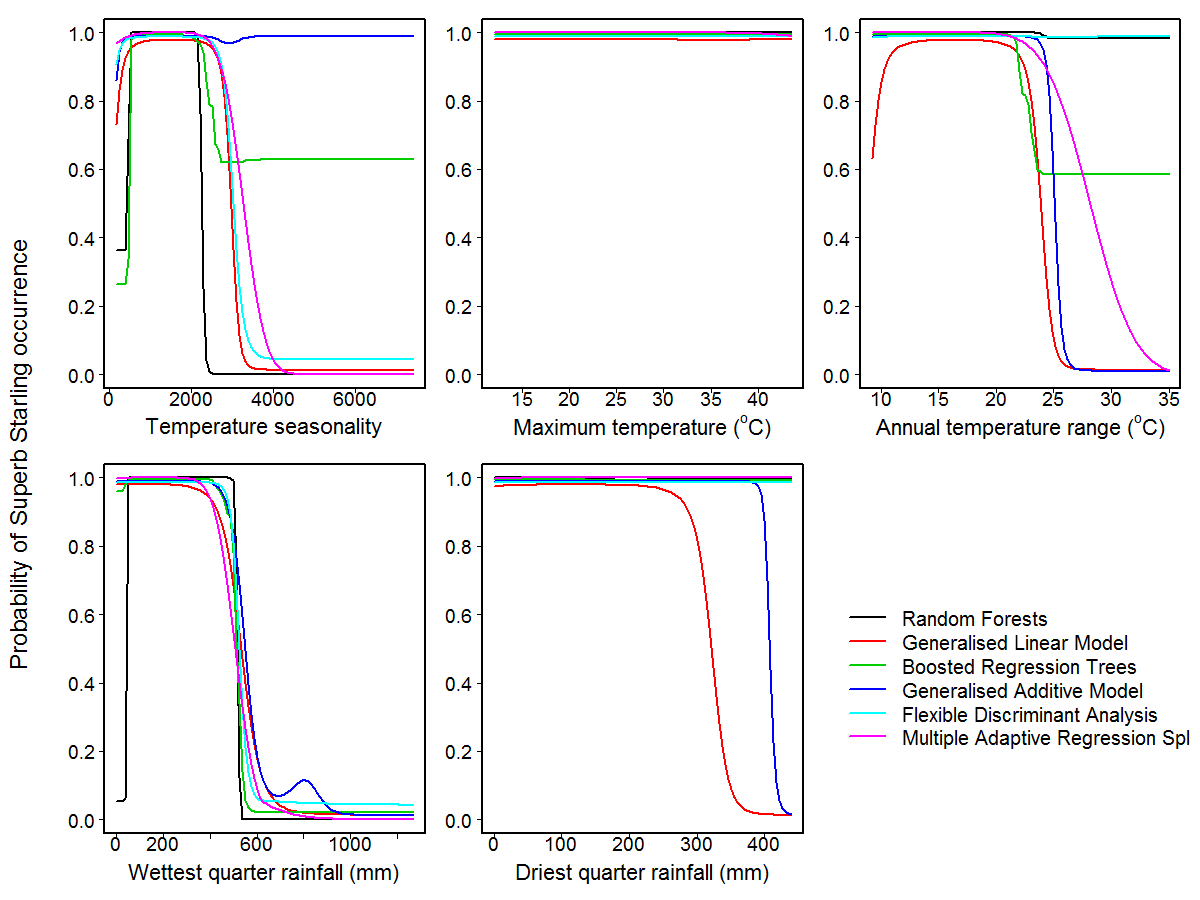 Probability of Superb Starling occurrence
1.0
0.8
0.6
0.4
0.2
0.0
0 2000 4000 6000
Temperature seasonality
1.0
0.8
0.6
0.4
0.2
0.0
15 20 25 30 35 40
Maximum temperature (°C)
1.0
0.8
0.6
0.4
0.2
0.0
10 15 20 25 30 35
Annual temperature range (°C)
1.0
0.8
0.6
0.4
0.2
0.0
0 200 600 1000
Wettest quarter rainfall (mm)
1.0
0.8
0.6
0.4
0.2
0.0
0 100 200 300 400
Driest quarter rainfall (mm)
Random Forests
Generalised Linear Model
Boosted Regression Trees
Generalised Additive Model
Flexible Discriminant Analysis
Multiple Adaptive Regression Spl